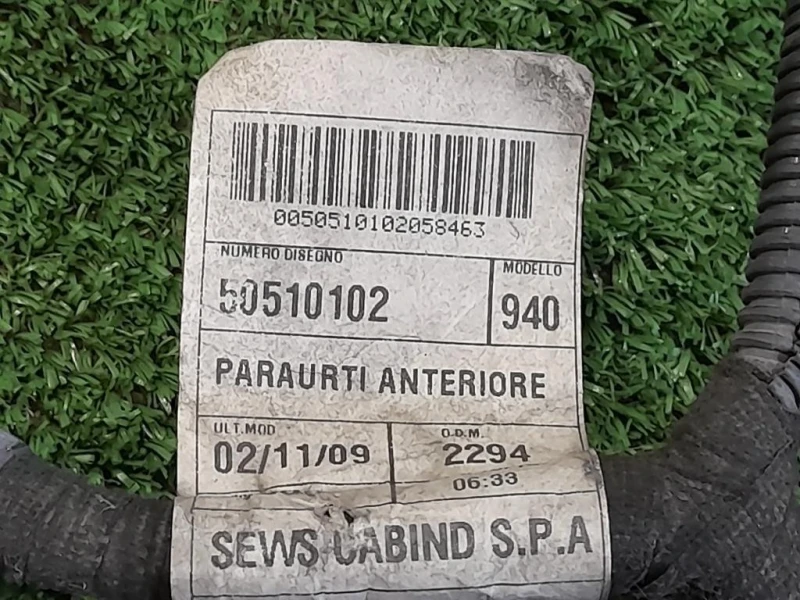 0050510102058463
NUMERO DISEGNO
50510102
MODELLO
940
PARAURTI ANTERIORE
ULT.MOD
02/11/09
O.D.M.
2294
06:33
SEWS-CABIND S.P.A